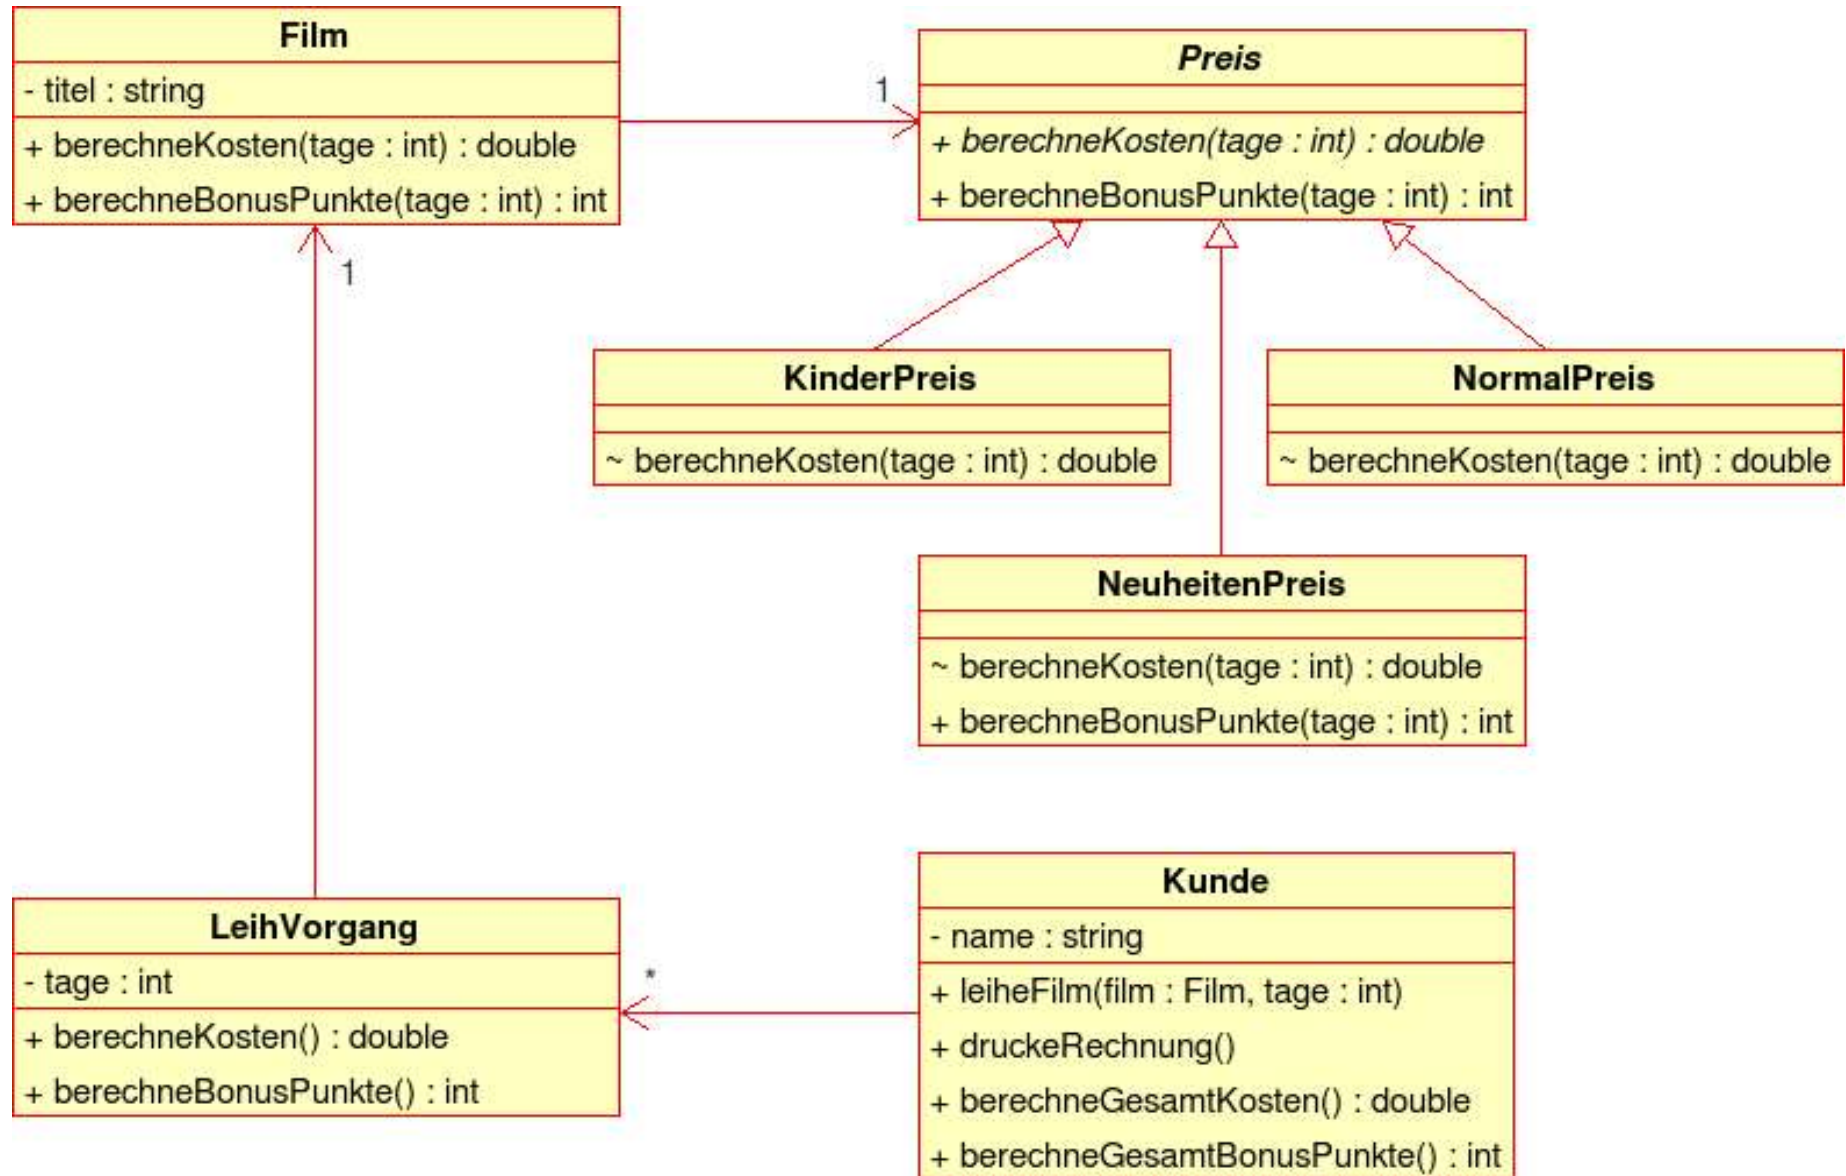 Film
- titel : string
+ berechneKosten(tage : int) : double
+ berechneBonusPunkte(tage : int) : int
1
Preis
+ berechneKosten(tage : int) : double
+ berechneBonusPunkte(tage : int) : int
1
KinderPreis
~ berechneKosten(tage : int) : double
NormalPreis
~ berechneKosten(tage : int) : double
NeuheitenPreis
~ berechneKosten(tage : int) : double
+ berechneBonusPunkte(tage : int) : int
LeihVorgang
- tage : int
+ berechneKosten() : double
+ berechneBonusPunkte() : int
*
Kunde
- name : string
+ leiheFilm(film : Film, tage : int)
+ druckeRechnung()
+ berechneGesamtKosten() : double
+ berechneGesamtBonusPunkte() : int